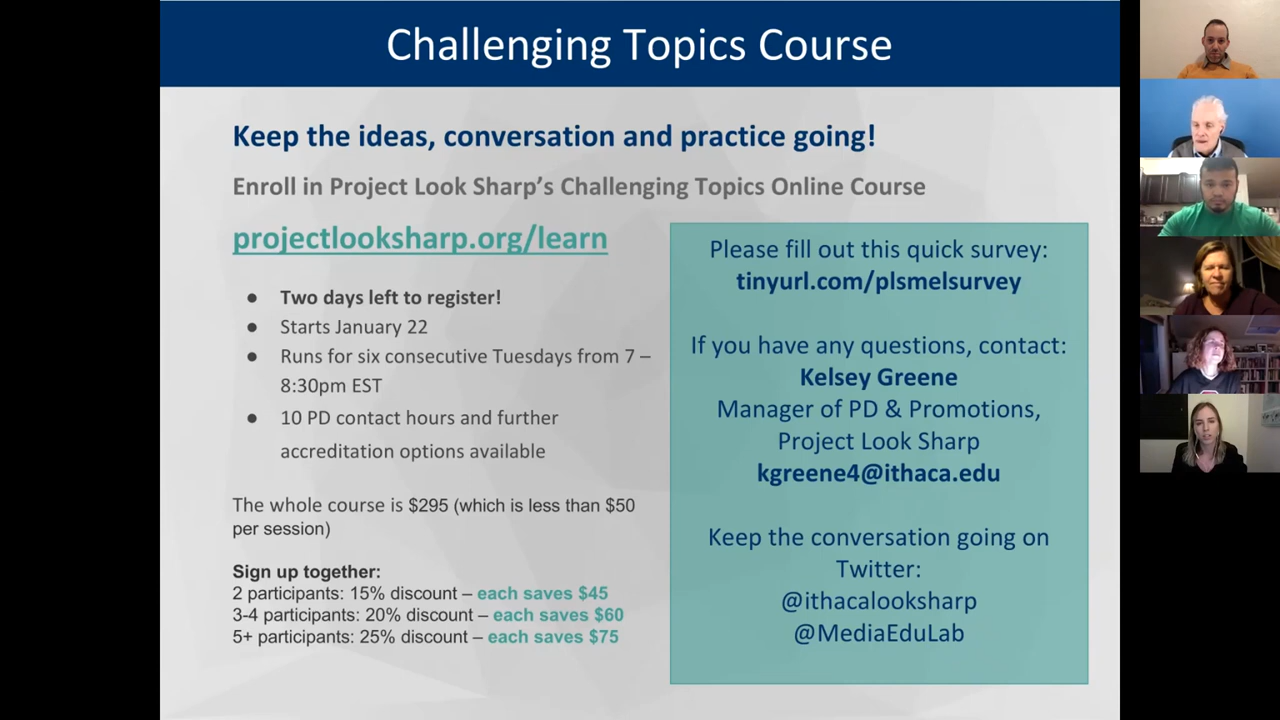 Challenging Topics Course
Keep the ideas, conversation and practice going!
Enroll in Project Look Sharp’s Challenging Topics Online Course
projectlooksharp.org/learn
● Two days left to register!
● Starts January 22
● Runs for six consecutive Tuesdays from 7 –
8:30pm EST
● 10 PD contact hours and further
accreditation options available
The whole course is $295 (which is less than $50
per session)
Sign up together:
2 participants: 15% discount – each saves $45
3-4 participants: 20% discount – each saves $60
5+ participants: 25% discount – each saves $75
Please fill out this quick survey:
tinyurl.com/plsmelsurvey
If you have any questions, contact:
Kelsey Greene
Manager of PD & Promotions,
Project Look Sharp
kgreene4@ithaca.edu
Keep the conversation going on
Twitter:
@ithacalooksharp
@MediaEduLab